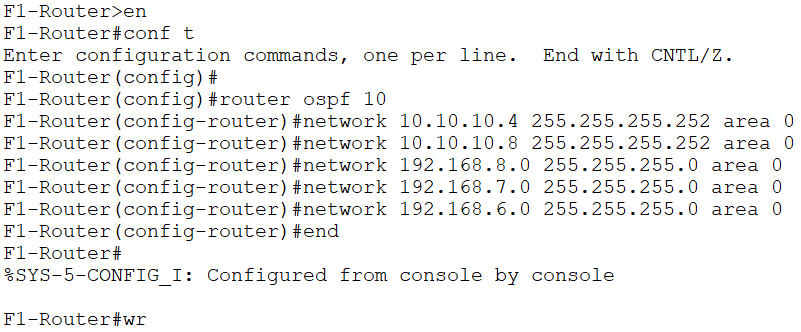 F1-Router>en
F1-Router#conf t
Enter configuration commands, one per line.  End with CNTL/Z.
F1-Router(config)#
F1-Router(config)#router ospf 10
F1-Router(config-router)#network 10.10.10.4 255.255.255.252 area 0
F1-Router(config-router)#network 10.10.10.8 255.255.255.252 area 0
F1-Router(config-router)#network 192.168.8.0 255.255.255.0 area 0
F1-Router(config-router)#network 192.168.7.0 255.255.255.0 area 0
F1-Router(config-router)#network 192.168.6.0 255.255.255.0 area 0
F1-Router(config-router)#end
F1-Router#
%SYS-5-CONFIG_I: Configured from console by console
F1-Router#wr